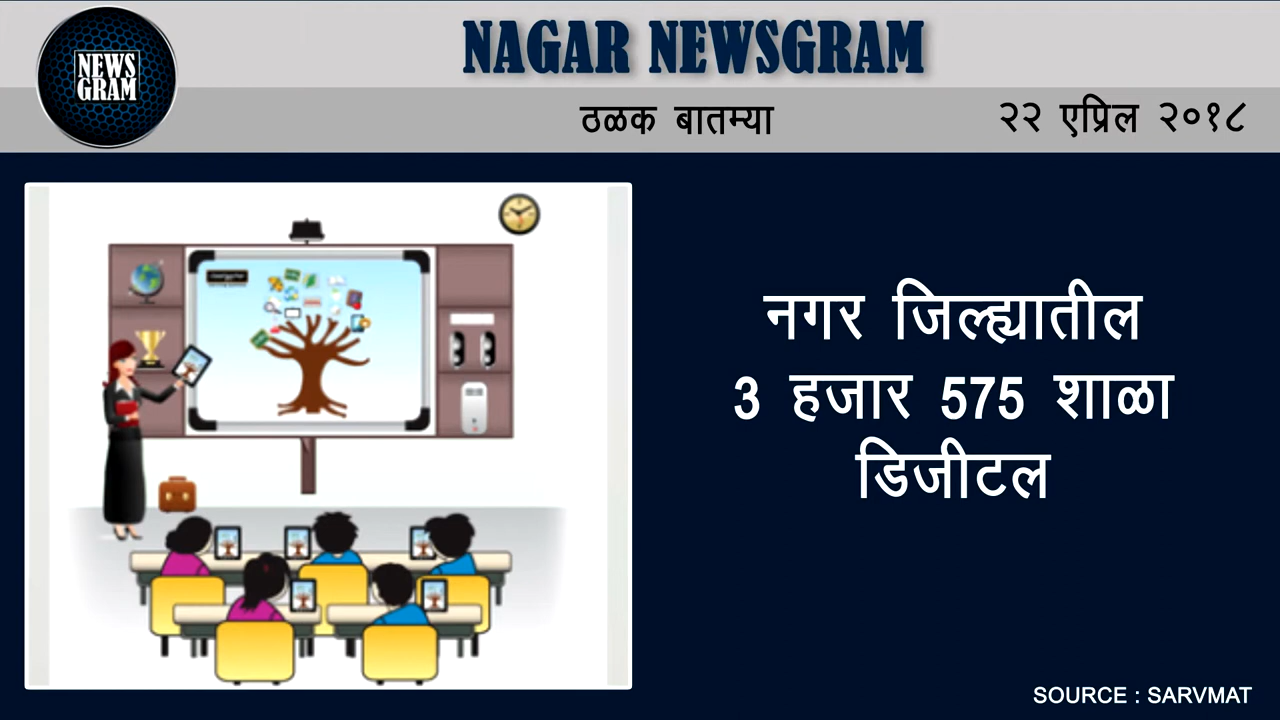 NEWS
GRAM
NAGAR NEWSGRAM
ठळक बातम्या
२२ एप्रिल २०१८
नगर जिल्ह्यातील
3 हजार 575 शाळा
डिजीटल
SOURCE : SARVMAT